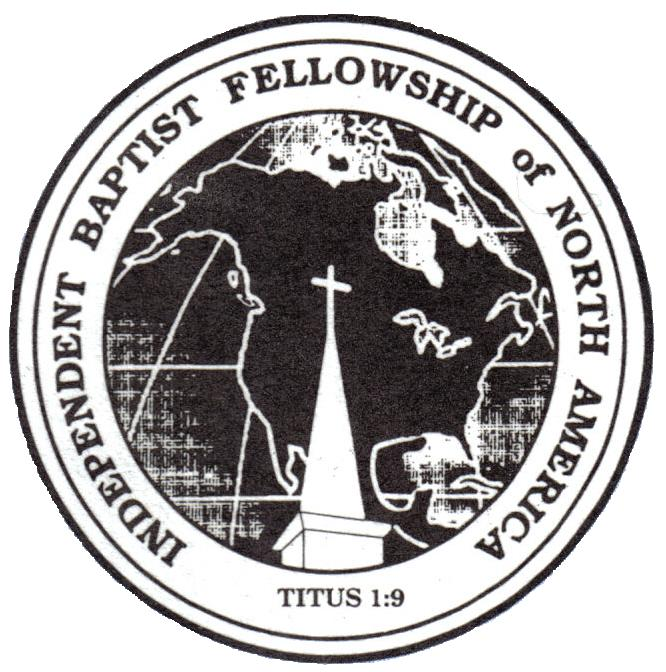 INDEPENDENT BAPTIST FELLOWSHIP of NORTH AMERICA
TITUS 1:9